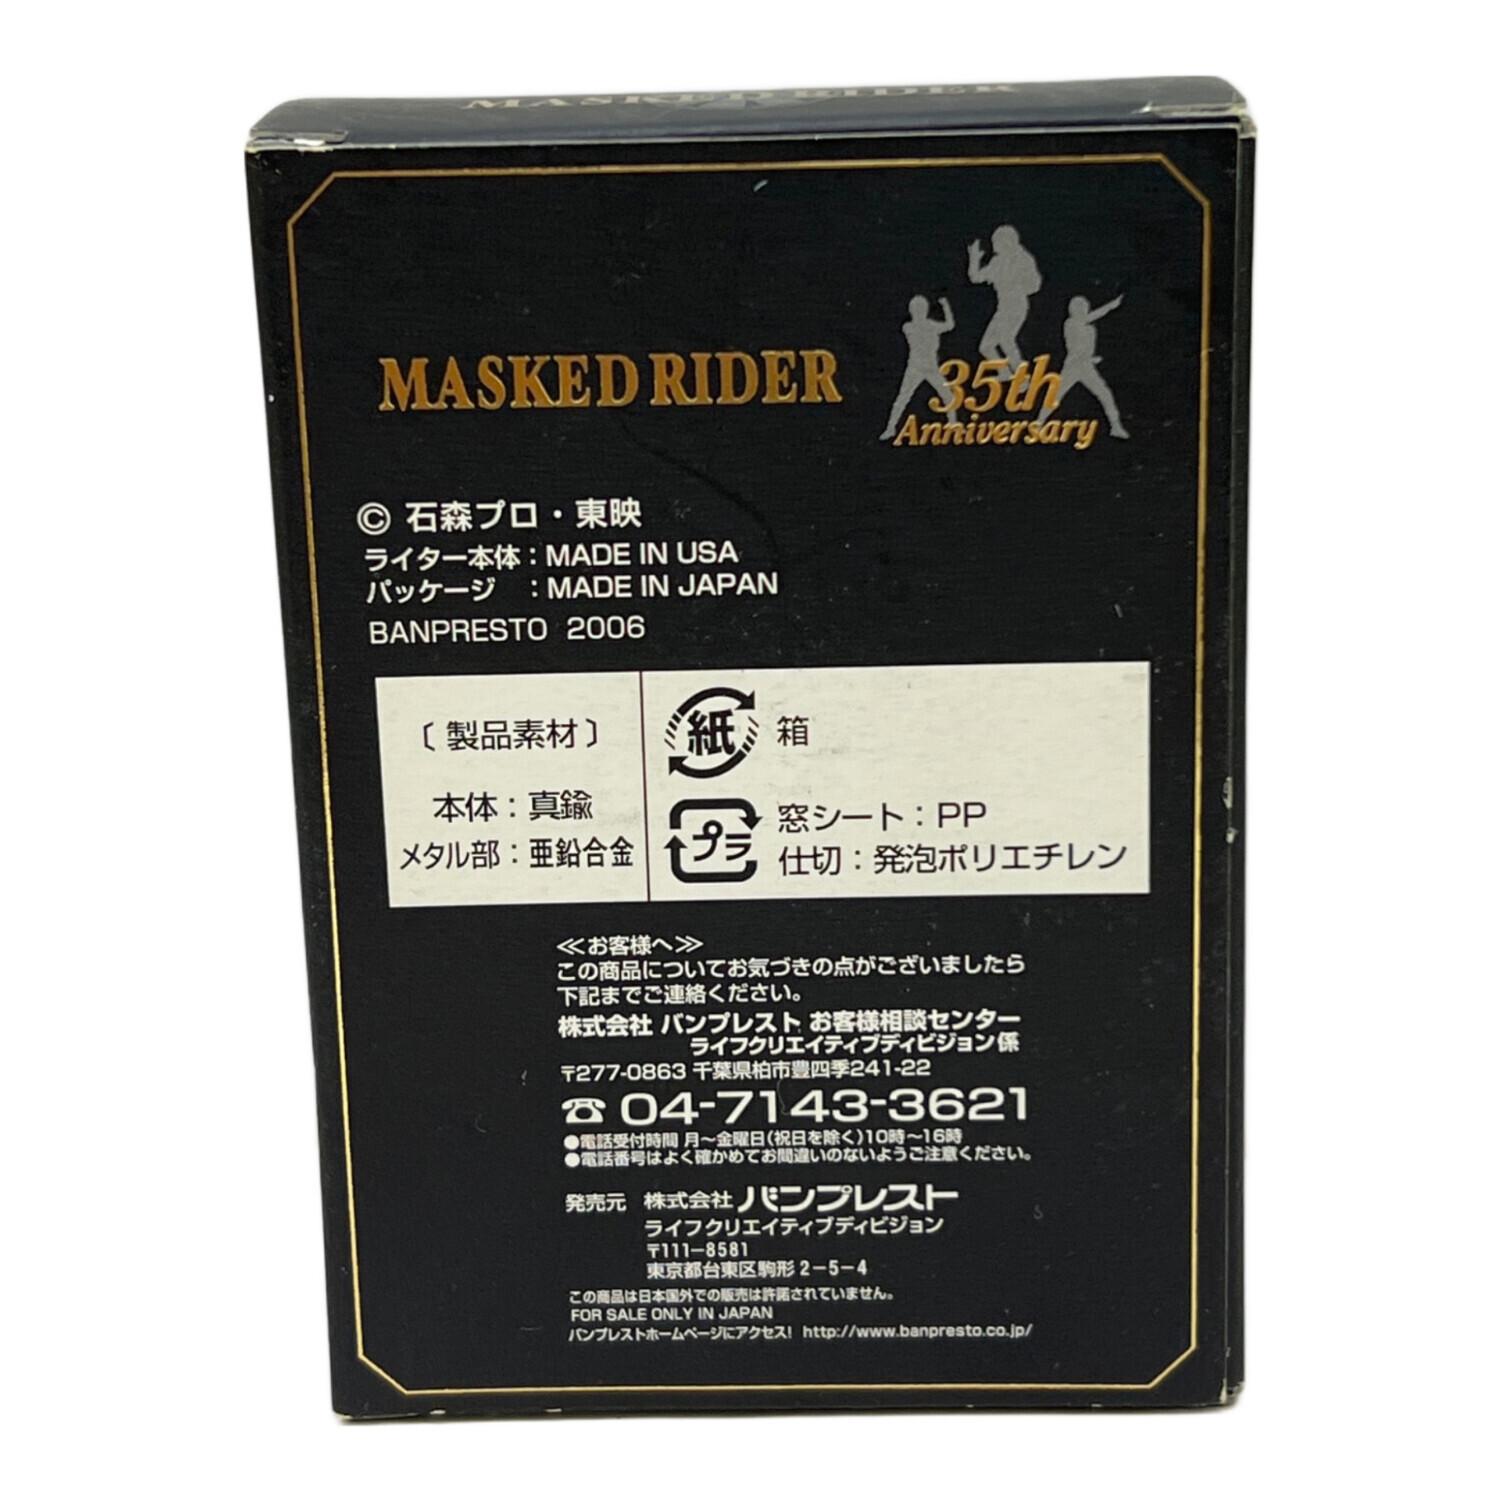 MASKED RIDER
MASKED RIDER
35th
Anniversary
© 石森プロ・東映
ライター本体：MADE IN USA
パッケージ ：MADE IN JAPAN
BANPRESTO 2006
〔 製品素材 〕
本体：真鍮
メタル部：亜鉛合金
紙 箱
プラ
窓シート：PP
仕切：発泡ポリエチレン
≪お客様へ≫
この商品についてお気づきの点がございましたら
下記までご連絡ください。
株式会社 バンプレスト お客様相談センター
ライフクリエイティブディビジョン係
〒277-0863 千葉県柏市豊四季241-22
☎ 04-7143-3621
●電話受付時間 月～金曜日(祝日を除く)10時～16時
●電話番号はよく確かめてお間違いのないようご注意ください。
発売元 株式会社 バンプレスト
ライフクリエイティブディビジョン
〒111-8581
東京都台東区駒形 2-5-4
この商品は日本国外での販売は許諾されていません。
FOR SALE ONLY IN JAPAN
バンプレストホームページにアクセス! http://www.banpresto.co.jp/